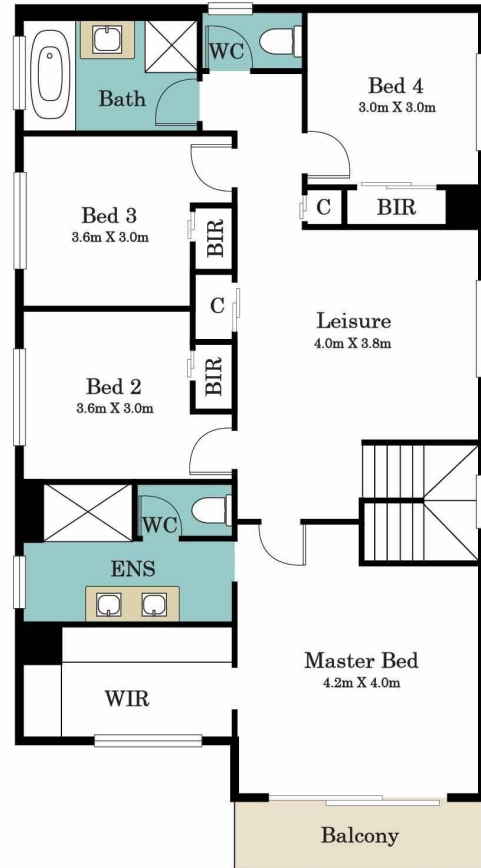 WC
Bath
Bed 4
3.0m X 3.0m
Bed 3
3.6m X 3.0m
BIR
C
BIR
C
Leisure
4.0m X 3.8m
Bed 2
3.6m X 3.0m
BIR
WC
ENS
Master Bed
4.2m X 4.0m
WIR
Balcony